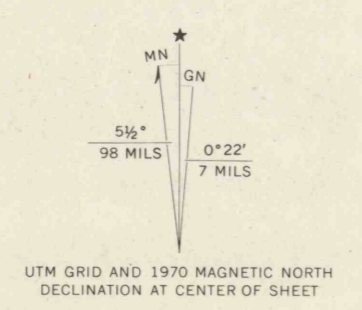 ★
MN
GN
5½°
98 MILS
0°22'
7 MILS
UTM GRID AND 1970 MAGNETIC NORTH
DECLINATION AT CENTER OF SHEET